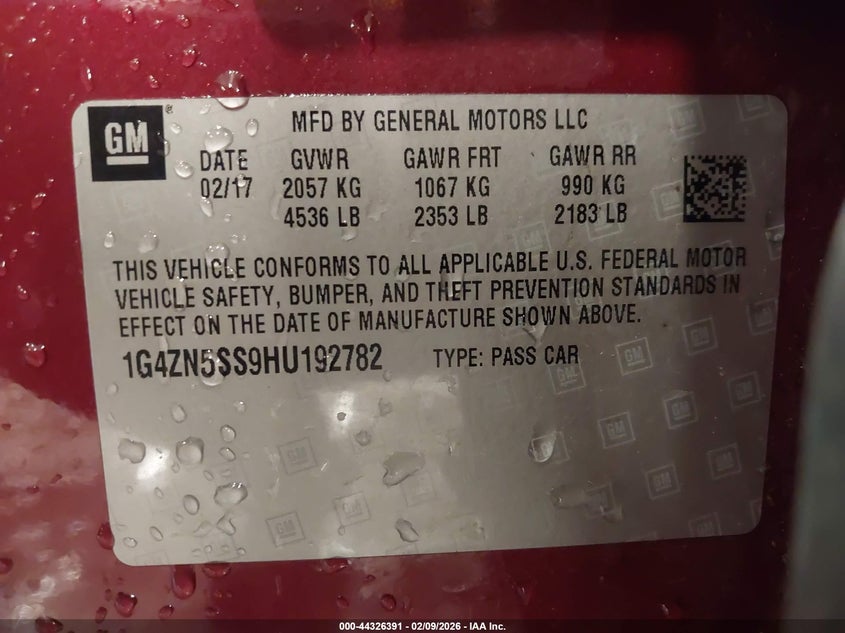 GM ® MFD BY GENERAL MOTORS LLC
DATE GVWR GAWR FRT GAWR RR
02/17 2057 KG 1067 KG 990 KG
4536 LB 2353 LB 2183 LB
THIS VEHICLE CONFORMS TO ALL APPLICABLE U.S. FEDERAL MOTOR
VEHICLE SAFETY, BUMPER, AND THEFT PREVENTION STANDARDS IN
EFFECT ON THE DATE OF MANUFACTURE SHOWN ABOVE.
1G4ZN5SS9HU192782 TYPE: PASS CAR
000-44326391 - 02/09/2026 - IAA Inc.